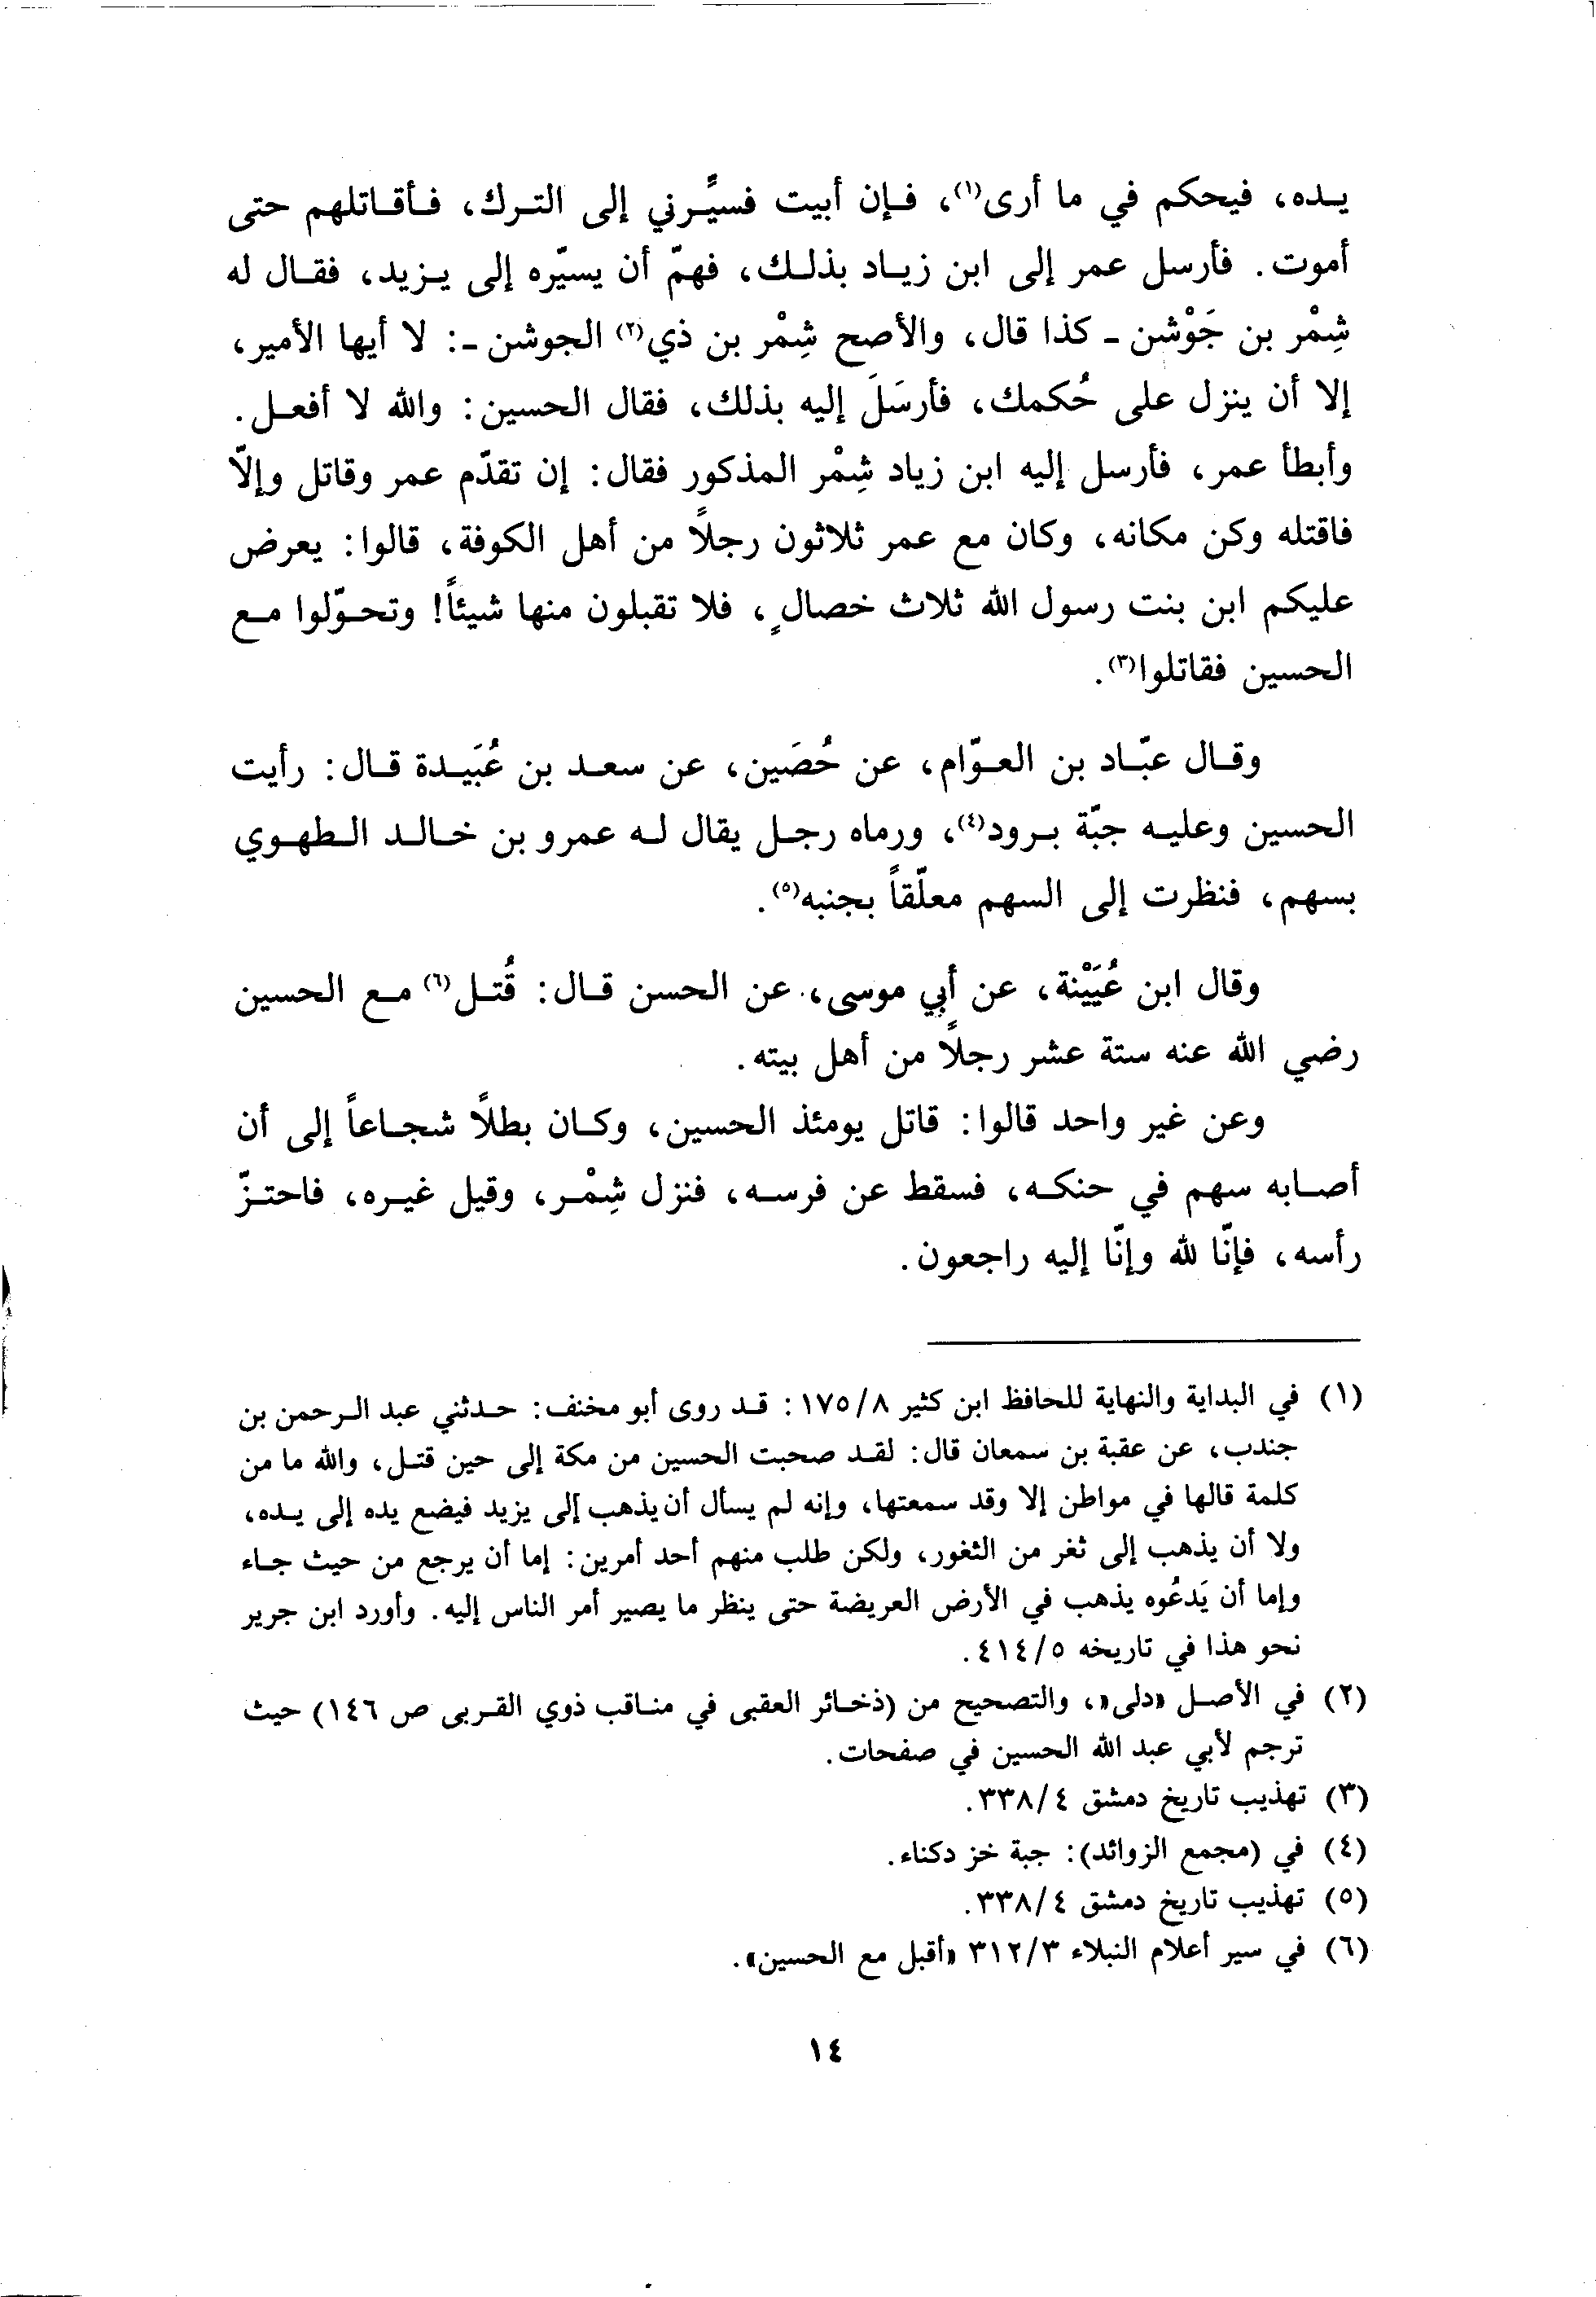 يده، فيحكم في ما أرى(١)، فإن أبيت فسيّرني إلى الترك، فأقاتلهم حتى
أموت. فأرسل عمر إلى ابن زياد بذلك، فهمّ أن يسيّره إلى يزيد، فقال له
شِمْر بن جَوْشن - كذا قال، والأصح شِمْر بن ذي(٢) الجوشن -: لا أيها الأمير،
إلا أن ينزل على حُكمك، فأرسَلَ إليه بذلك، فقال الحسين: والله لا أفعل.
وأبطأ عمر، فأرسل إليه ابن زياد شِمْر المذكور فقال: إن تقدّم عمر وقاتل وإلاّ
فاقتله وكن مكانه، وكان مع عمر ثلاثون رجلاً من أهل الكوفة، قالوا: يعرض
عليكم ابن بنت رسول الله ثلاث خصالٍ، فلا تقبلون منها شيئاً! وتحوّلوا مع
الحسين فقاتلوا(٣).
وقال عبّاد بن العوّام، عن حُصَين، عن سعد بن عُبَيدة قال: رأيت
الحسين وعليه جبّة برود(٤)، ورماه رجل يقال له عمرو بن خالد الطهوي
بسهم، فنظرت إلى السهم معلّقاً بجنبه(٥).
وقال ابن عُيَيْنة، عن أبي موسى، عن الحسن قال: قُتل(٦) مع الحسين
رضي الله عنه ستة عشر رجلاً من أهل بيته.
وعن غير واحد قالوا: قاتل يومئذ الحسين، وكان بطلاً شجاعاً إلى أن
أصابه سهم في حنكه، فسقط عن فرسه، فنزل شِمْر، وقيل غيره، فاحتزّ
رأسه، فإنّا لله وإنّا إليه راجعون.
(١) في البداية والنهاية للحافظ ابن كثير ١٧٥/٨: قد روى أبو مخنف: حدثني عبد الرحمن بن
جندب، عن عقبة بن سمعان قال: لقد صحبت الحسين من مكة إلى حين قتل، والله ما من
كلمة قالها في مواطن إلا وقد سمعتها، وإنه لم يسأل أن يذهب إلى يزيد فيضع يده إلى يده،
ولا أن يذهب إلى ثغر من الثغور، ولكن طلب منهم أحد أمرين: إما أن يرجع من حيث جاء
وإما أن يَدعُوه يذهب في الأرض العريضة حتى ينظر ما يصير أمر الناس إليه. وأورد ابن جرير
نحو هذا في تاريخه ٤١٤/٥.
(٢) في الأصل «دلى»، والتصحيح من (ذخائر العقبى في مناقب ذوي القربى ص ١٤٦) حيث
ترجم لأبي عبد الله الحسين في صفحات.
(٣) تهذيب تاريخ دمشق ٣٣٨/٤.
(٤) في (مجمع الزوائد): جبة خز دكناء.
(٥) تهذيب تاريخ دمشق ٣٣٨/٤.
(٦) في سير أعلام النبلاء ٣١٢/٣ «أقبل مع الحسين».
١٤